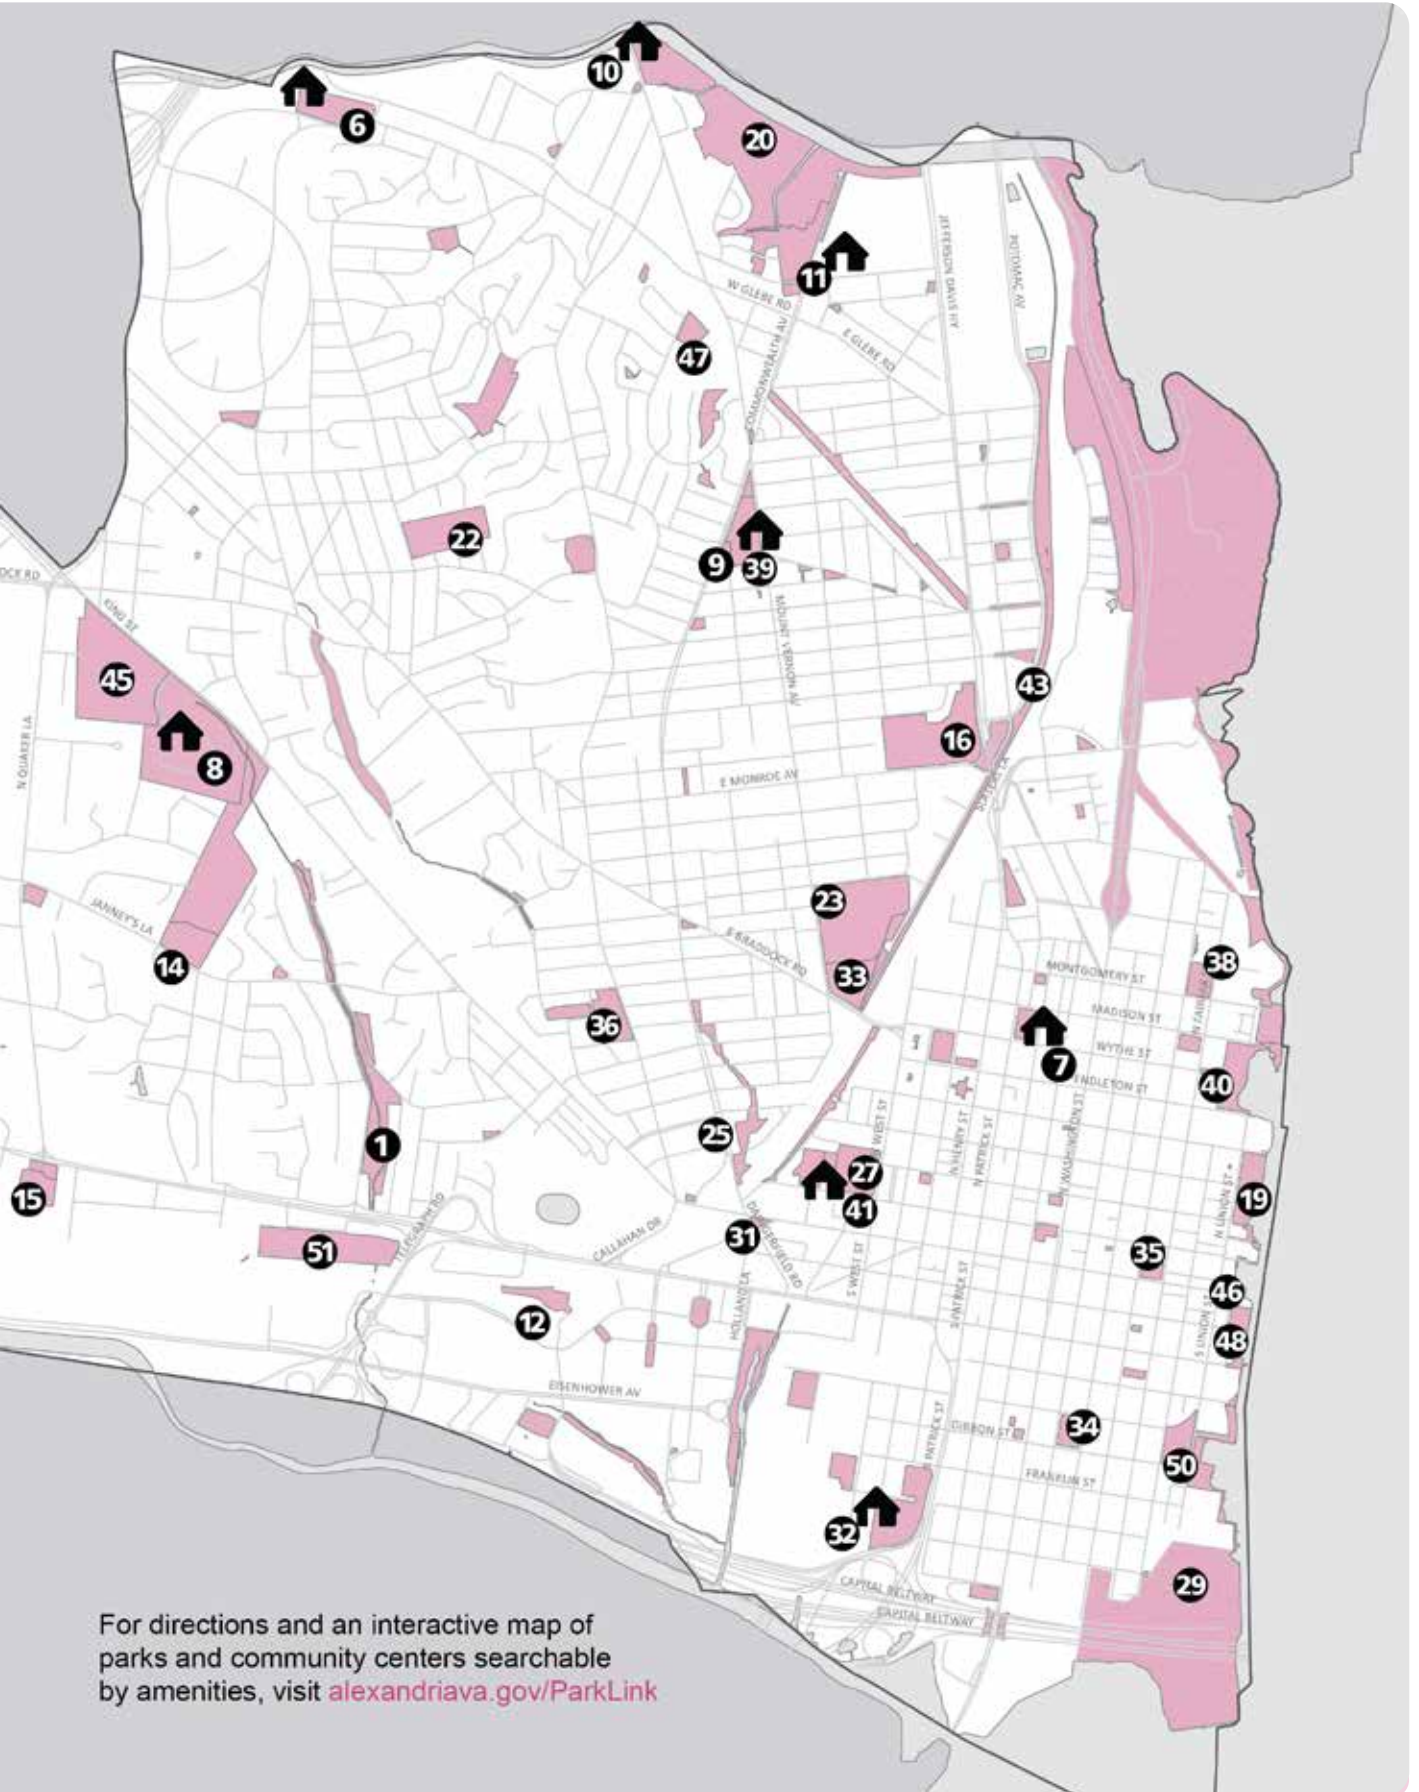 10
6
20
JEFFERSON DAVIS HY
POTOMAC AV
11
W GLEBE RD
E GLEBE RD
47
COMMONWEALTH AV
22
9
39
OCK RD
KING ST
MOUNT VERNON AV
45
43
N QUAKER LA
8
16
E MONROE AV
23
JANNEY'S LA
E BRADDOCK RD
14
33
38
MONTGOMERY ST
MADISON ST
36
WYTHE ST
7
ENDLETON ST
40
25
1
WEST ST
N HENRY ST
N PATRICK ST
N WASHINGTON ST
27
15
41
N UNION ST
19
TELEGRAPH RD
CALLAHAN DR
31
DAINGERFIELD RD
51
S WEST ST
35
S PATRICK ST
46
12
HOLLAND LA
S UNION S
48
EISENHOWER AV
PATRICK ST
GIBBON ST
34
50
FRANKLIN ST
32
29
CAPITAL BELTWAY
CAPITAL BELTWAY
For directions and an interactive map of
parks and community centers searchable
by amenities, visit alexandriava.gov/ParkLink